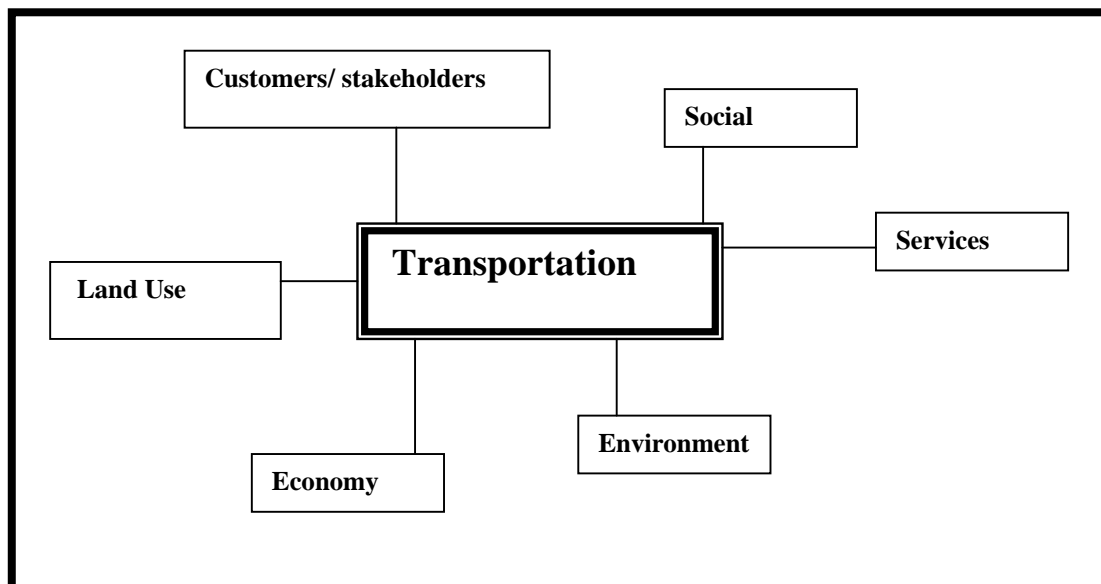 Customers/ stakeholders
Social
Services
Transportation
Land Use
Environment
Economy